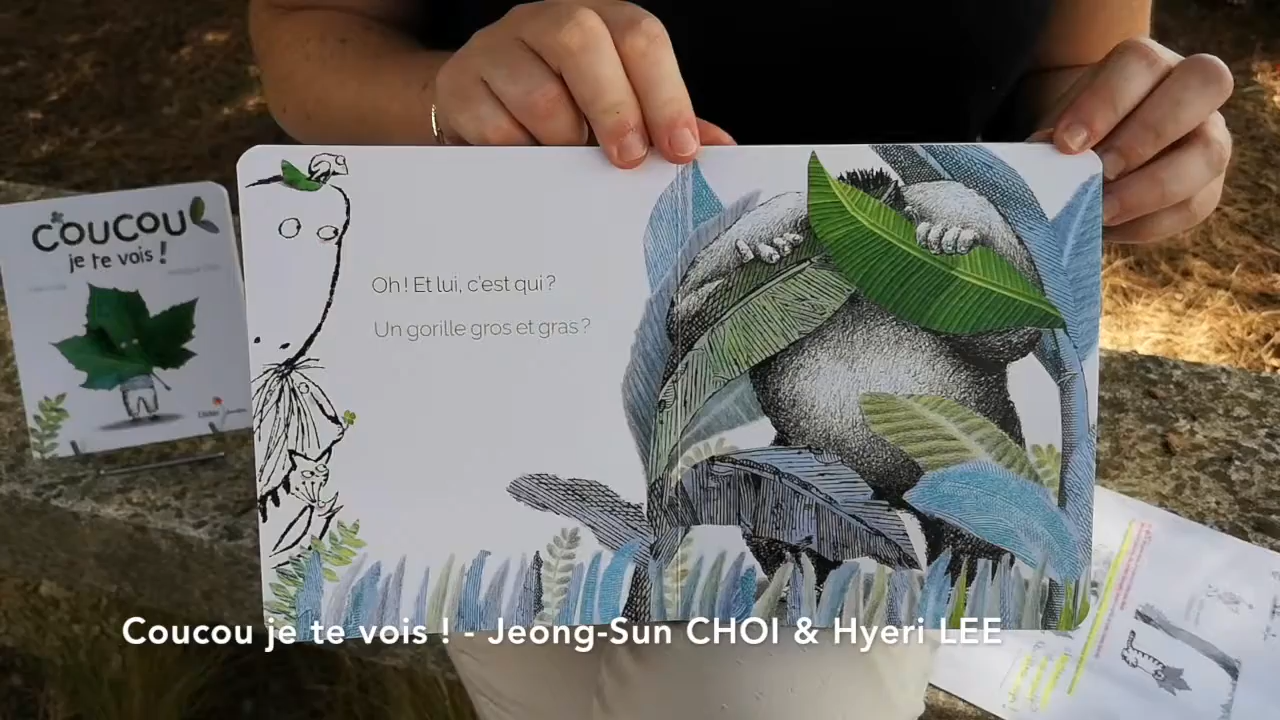 COUCOU
je te vois !
Didier
Oh ! Et lui, c'est qui ?
Un gorille gros et gras ?
Coucou je te vois ! - Jeong-Sun CHOI & Hyeri LEE